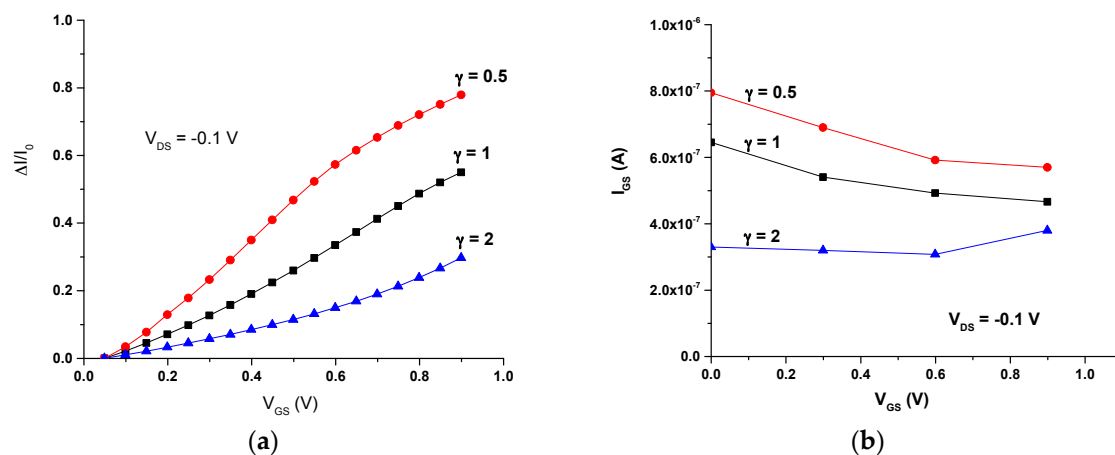 1.0
0.8
0.6
0.4
0.2
0.0
0.0 0.2 0.4 0.6 0.8 1.0
ΔI/I0
VGS (V)
VDS = -0.1 V
γ = 0.5
γ = 1
γ = 2
(a)
1.0x10-6
8.0x10-7
6.0x10-7
4.0x10-7
2.0x10-7
0.0
0.0 0.2 0.4 0.6 0.8 1.0
IGS (A)
VGS (V)
γ = 0.5
γ = 1
γ = 2
VDS = -0.1 V
(b)